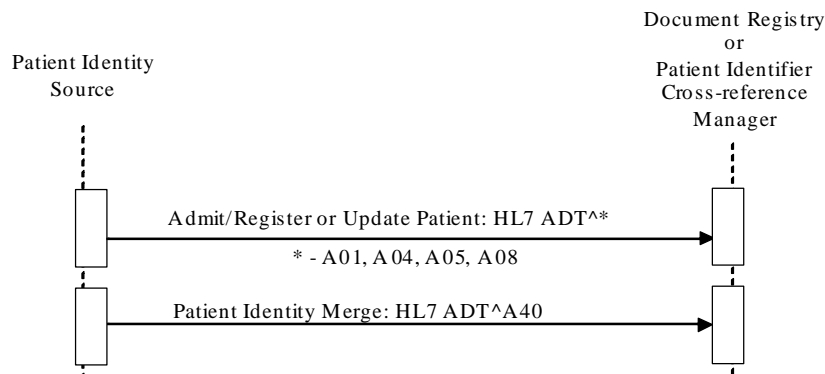 Document Registry
or
Patient Identifier
Cross-reference
Manager
Patient Identity
Source
Admit/Register or Update Patient: HL7 ADT^*
* - A01, A04, A05, A08
Patient Identity Merge: HL7 ADT^A40